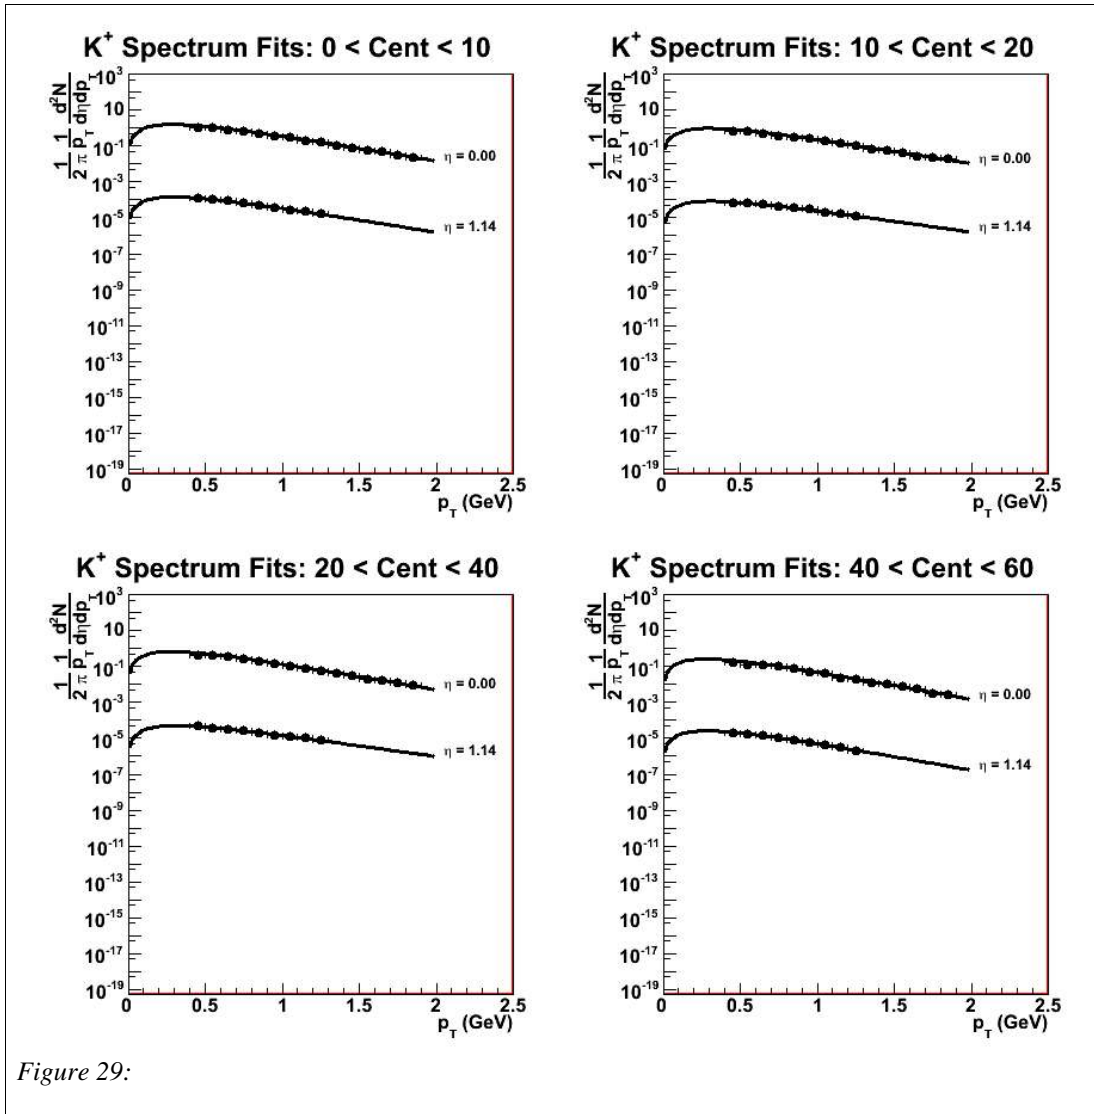 K+ Spectrum Fits: 0 < Cent < 10
1 1 d²N
2 π p_T dηdp_T
10³
10
10⁻¹
10⁻³
10⁻⁵
10⁻⁷
10⁻⁹
10⁻¹¹
10⁻¹³
10⁻¹⁵
10⁻¹⁷
10⁻¹⁹
η = 0.00
η = 1.14
0 0.5 1 1.5 2 2.5
p_T (GeV)
K+ Spectrum Fits: 10 < Cent < 20
1 1 d²N
2 π p_T dηdp_T
10³
10
10⁻¹
10⁻³
10⁻⁵
10⁻⁷
10⁻⁹
10⁻¹¹
10⁻¹³
10⁻¹⁵
10⁻¹⁷
10⁻¹⁹
η = 0.00
η = 1.14
0 0.5 1 1.5 2 2.5
p_T (GeV)
K+ Spectrum Fits: 20 < Cent < 40
1 1 d²N
2 π p_T dηdp_T
10³
10
10⁻¹
10⁻³
10⁻⁵
10⁻⁷
10⁻⁹
10⁻¹¹
10⁻¹³
10⁻¹⁵
10⁻¹⁷
10⁻¹⁹
η = 0.00
η = 1.14
0 0.5 1 1.5 2 2.5
p_T (GeV)
K+ Spectrum Fits: 40 < Cent < 60
1 1 d²N
2 π p_T dηdp_T
10³
10
10⁻¹
10⁻³
10⁻⁵
10⁻⁷
10⁻⁹
10⁻¹¹
10⁻¹³
10⁻¹⁵
10⁻¹⁷
10⁻¹⁹
η = 0.00
η = 1.14
0 0.5 1 1.5 2 2.5
p_T (GeV)
Figure 29: